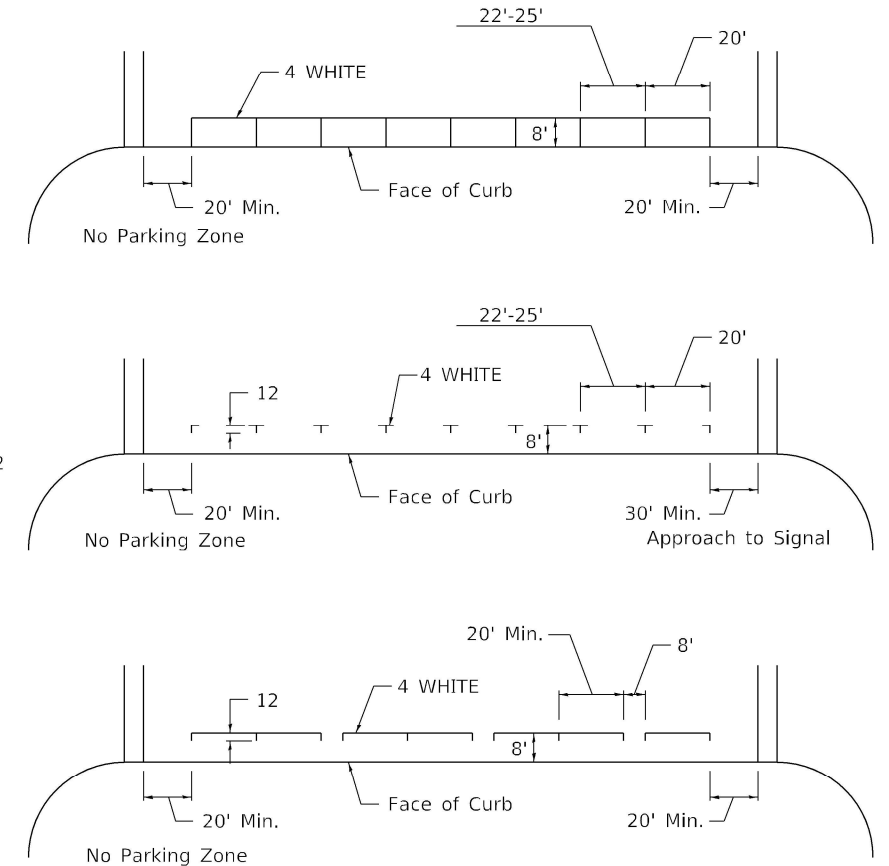 22'-25'
20'
4 WHITE
8'
Face of Curb
20' Min.
20' Min.
No Parking Zone
22'-25'
20'
4 WHITE
12
8'
2
Face of Curb
20' Min.
30' Min.
No Parking Zone
Approach to Signal
20' Min.
8'
4 WHITE
12
8'
Face of Curb
20' Min.
20' Min.
No Parking Zone